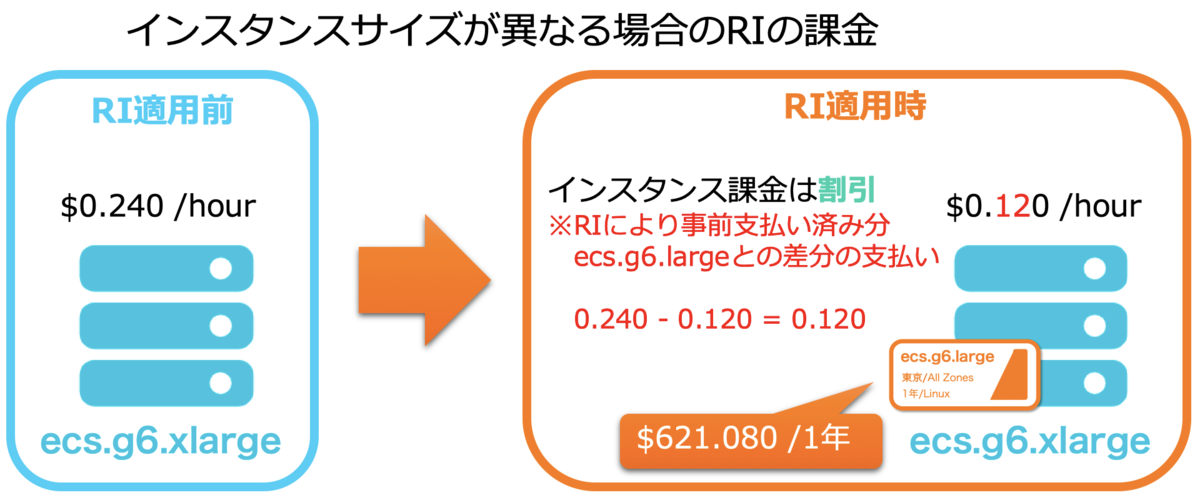 インスタンスサイズが異なる場合のRIの課金
RI適用前
$0.240 /hour
ecs.g6.xlarge
RI適用時
インスタンス課金は割引
※RIにより事前支払い済み分
ecs.g6.largeとの差分の支払い
0.240 - 0.120 = 0.120
$0.120 /hour
ecs.g6.large
東京/All Zones
1年/Linux
$621.080 /1年
ecs.g6.xlarge